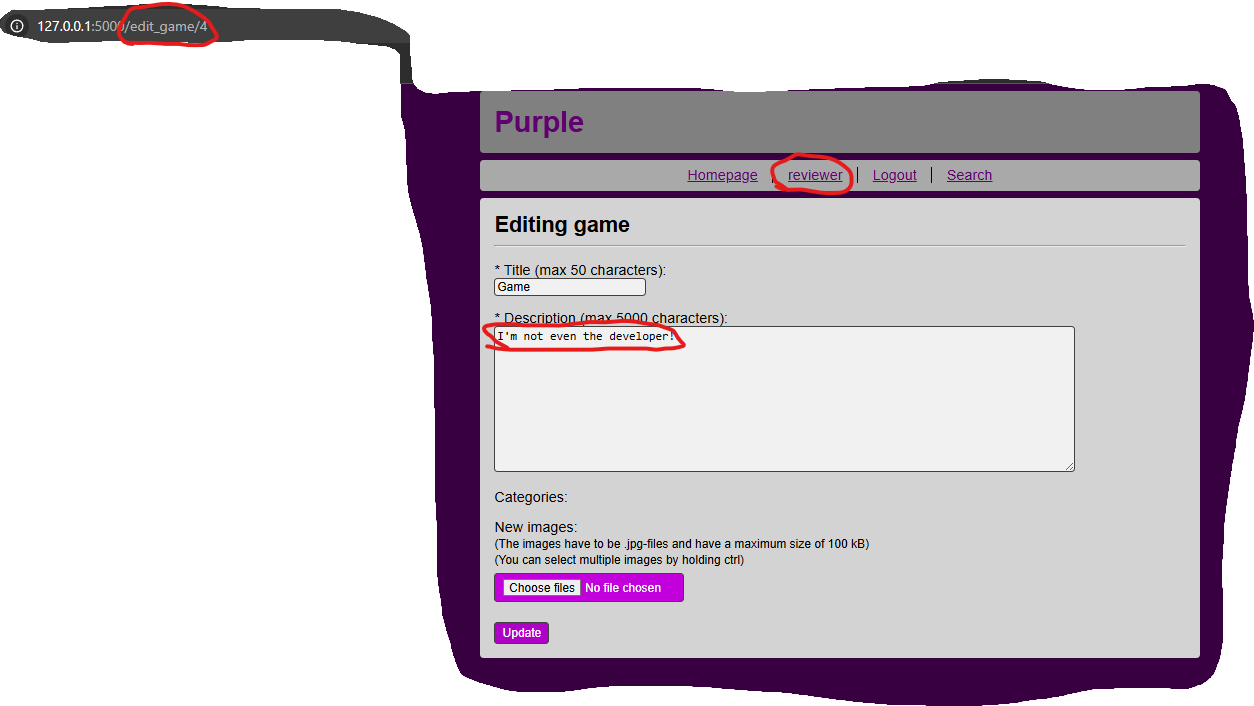 127.0.0.1:5000/edit_game/4
Purple
Homepage | reviewer | Logout | Search
Editing game
* Title (max 50 characters):
Game
* Description (max 5000 characters):
I'm not even the developer!
Categories:
New images:
(The images have to be .jpg-files and have a maximum size of 100 kB)
(You can select multiple images by holding ctrl)
Choose files No file chosen
Update